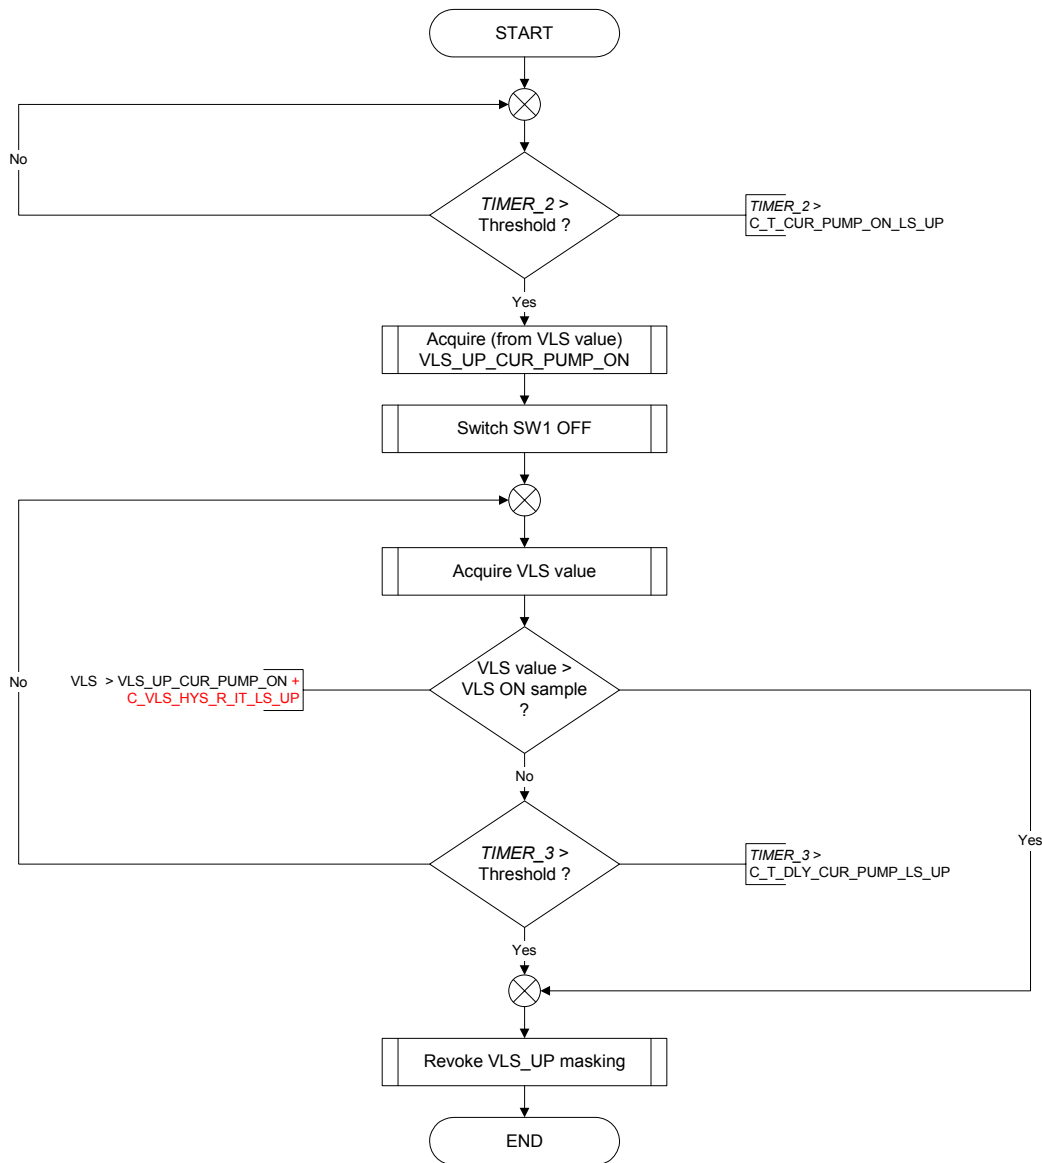 START
No
TIMER_2 >
Threshold ?
TIMER_2 >
C_T_CUR_PUMP_ON_LS_UP
Yes
Acquire (from VLS value)
VLS_UP_CUR_PUMP_ON
Switch SW1 OFF
Acquire VLS value
No
VLS > VLS_UP_CUR_PUMP_ON +
C_VLS_HYS_R_IT_LS_UP
VLS value >
VLS ON sample
?
No
Yes
TIMER_3 >
Threshold ?
TIMER_3 >
C_T_DLY_CUR_PUMP_LS_UP
Yes
Revoke VLS_UP masking
END